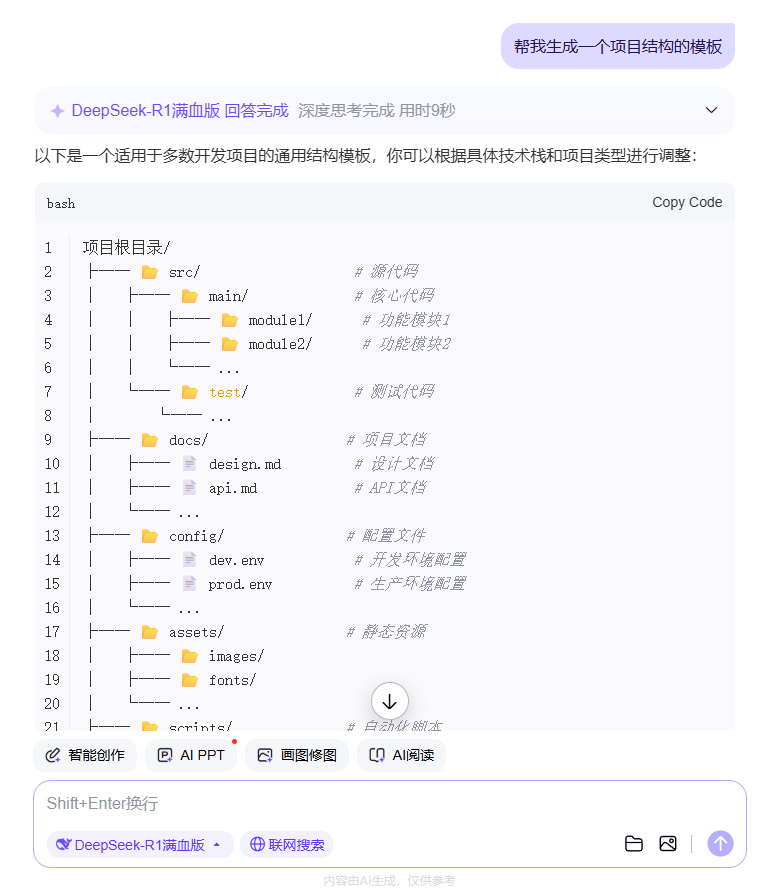 帮我生成一个项目结构的模板
DeepSeek-R1满血版 回答完成 深度思考完成 用时9秒
以下是一个适用于多数开发项目的通用结构模板，你可以根据具体技术栈和项目类型进行调整：
bash Copy Code
1 项目根目录/
2 ├── 📂 src/ # 源代码
3 │ ├── 📂 main/ # 核心代码
4 │ │ ├── 📂 module1/ # 功能模块1
5 │ │ ├── 📂 module2/ # 功能模块2
6 │ │ └── ...
7 │ └── 📂 test/ # 测试代码
8 │ └── ...
9 ├── 📂 docs/ # 项目文档
10 │ ├── 📄 design.md # 设计文档
11 │ ├── 📄 api.md # API文档
12 │ └── ...
13 ├── 📂 config/ # 配置文件
14 │ ├── 📄 dev.env # 开发环境配置
15 │ ├── 📄 prod.env # 生产环境配置
16 │ └── ...
17 ├── 📂 assets/ # 静态资源
18 │ ├── 📂 images/
19 │ ├── 📂 fonts/
20 │ └── ...
21 ├── 📂 scripts/ # 自动化脚本
智能创作 AI PPT 画图修图 AI阅读
Shift+Enter换行
DeepSeek-R1满血版 联网搜索
内容由AI生成，仅供参考